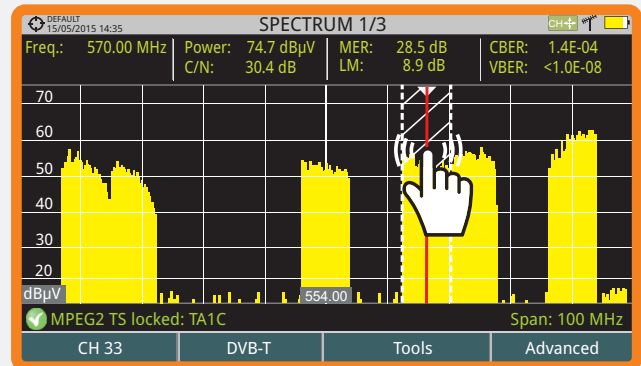 DEFAULT
15/05/2015 14:35
SPECTRUM 1/3
CH
Freq.: 570.00 MHz
Power: 74.7 dBµV
C/N: 30.4 dB
MER: 28.5 dB
LM: 8.9 dB
CBER: 1.4E-04
VBER: <1.0E-08
70
60
50
40
30
20
dBµV
554.00
MPEG2 TS locked: TA1C
Span: 100 MHz
CH 33
DVB-T
Tools
Advanced